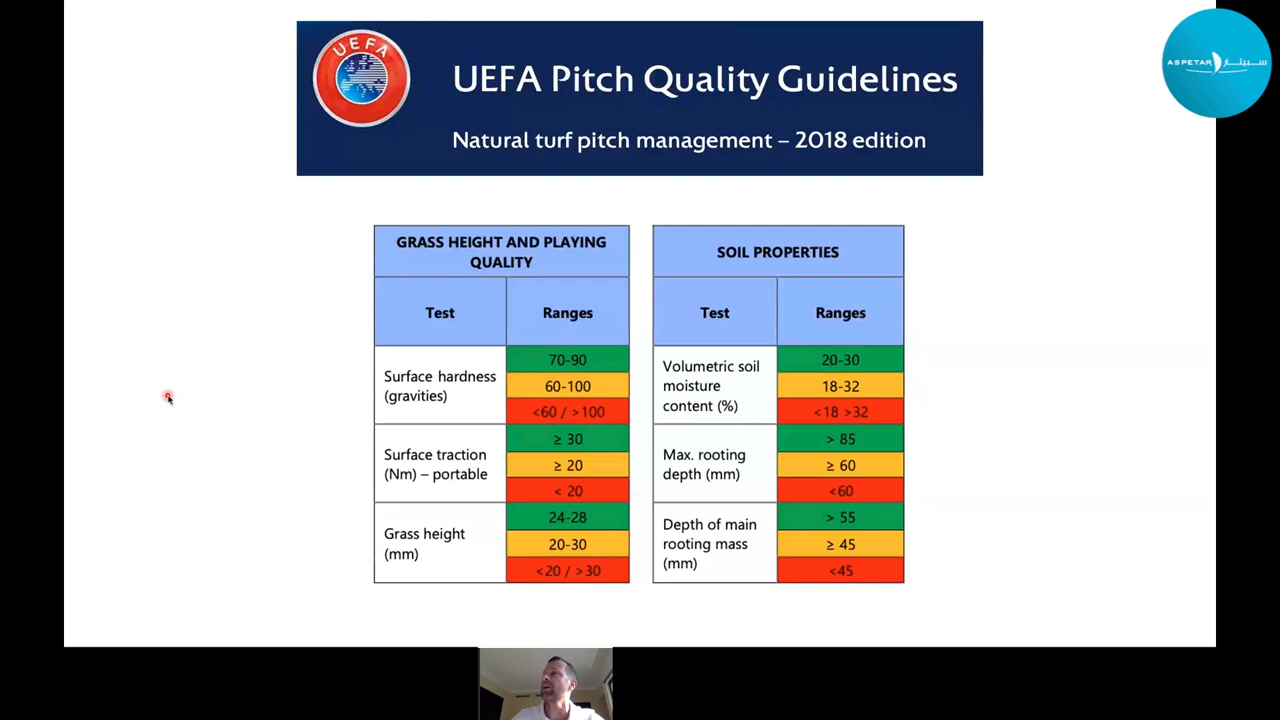 UEFA
UEFA Pitch Quality Guidelines
Natural turf pitch management – 2018 edition
ASPETAR سبيتار
GRASS HEIGHT AND PLAYING
QUALITY
Test
Ranges
Surface hardness
(gravities)
70-90
60-100
<60 / >100
Surface traction
(Nm) – portable
≥ 30
≥ 20
< 20
Grass height
(mm)
24-28
20-30
<20 / >30
SOIL PROPERTIES
Test
Ranges
Volumetric soil
moisture
content (%)
20-30
18-32
<18 >32
Max. rooting
depth (mm)
> 85
≥ 60
<60
Depth of main
rooting mass
(mm)
> 55
≥ 45
<45